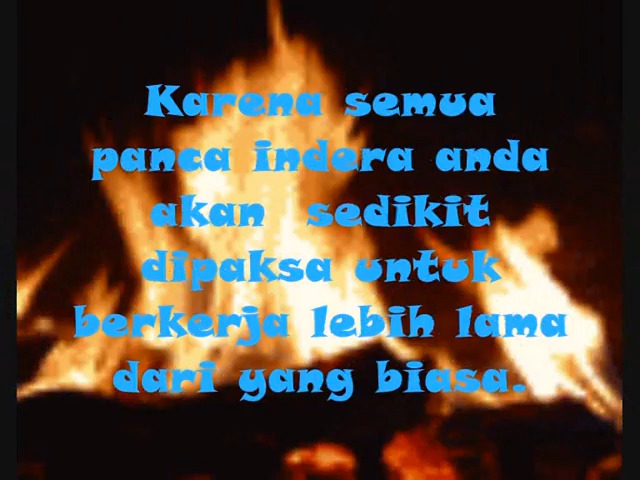 Karena semua
panca indera anda
akan sedikit
dipaksa untuk
berkerja lebih lama
dari yang biasa.